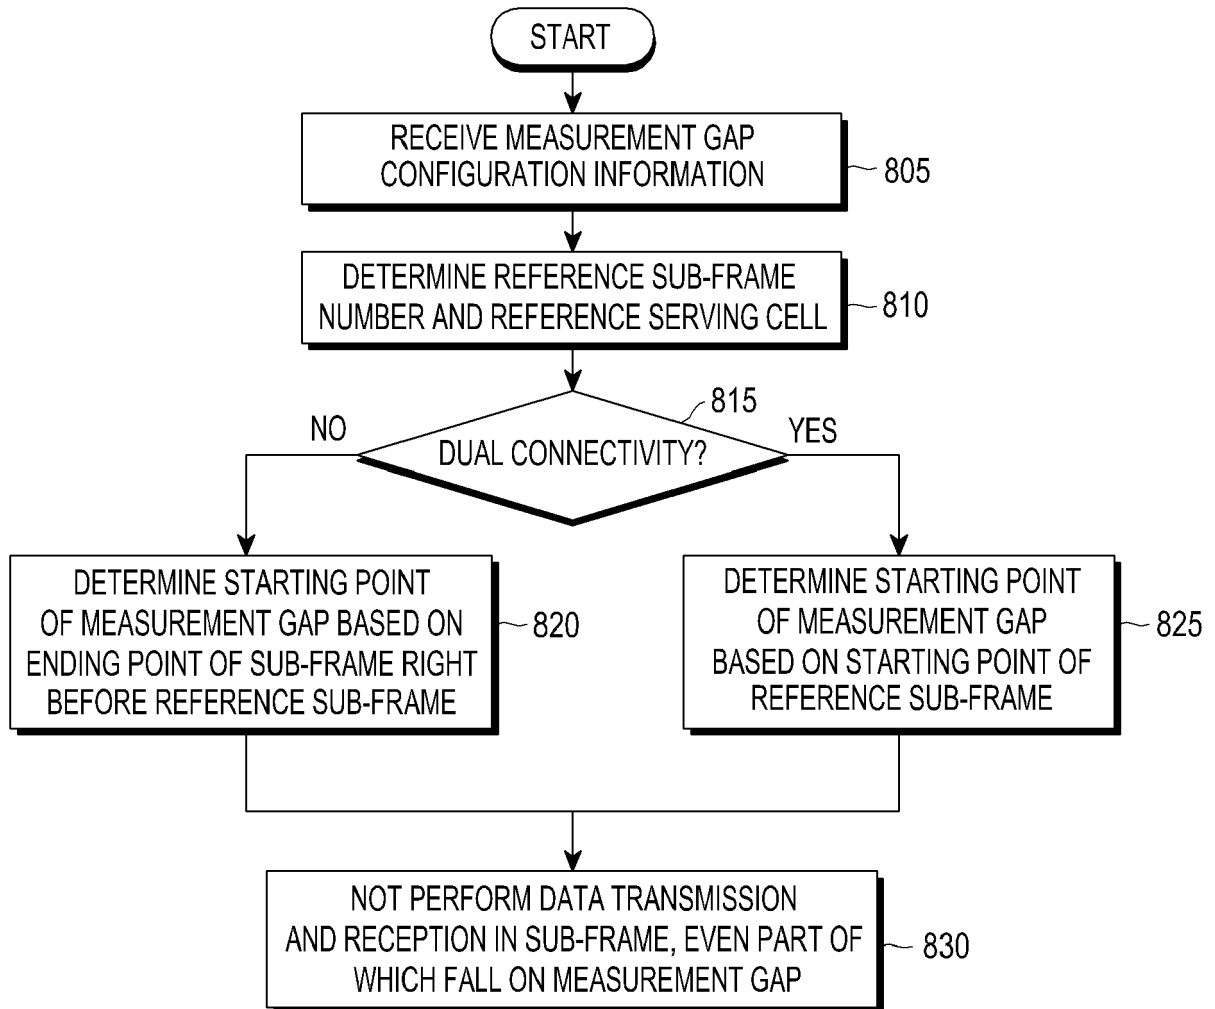 START
RECEIVE MEASUREMENT GAP
CONFIGURATION INFORMATION
805
DETERMINE REFERENCE SUB-FRAME
NUMBER AND REFERENCE SERVING CELL
810
815
NO
DUAL CONNECTIVITY?
YES
DETERMINE STARTING POINT
OF MEASUREMENT GAP BASED ON
ENDING POINT OF SUB-FRAME RIGHT
BEFORE REFERENCE SUB-FRAME
820
DETERMINE STARTING POINT
OF MEASUREMENT GAP
BASED ON STARTING POINT OF
REFERENCE SUB-FRAME
825
NOT PERFORM DATA TRANSMISSION
AND RECEPTION IN SUB-FRAME, EVEN PART OF
WHICH FALL ON MEASUREMENT GAP
830